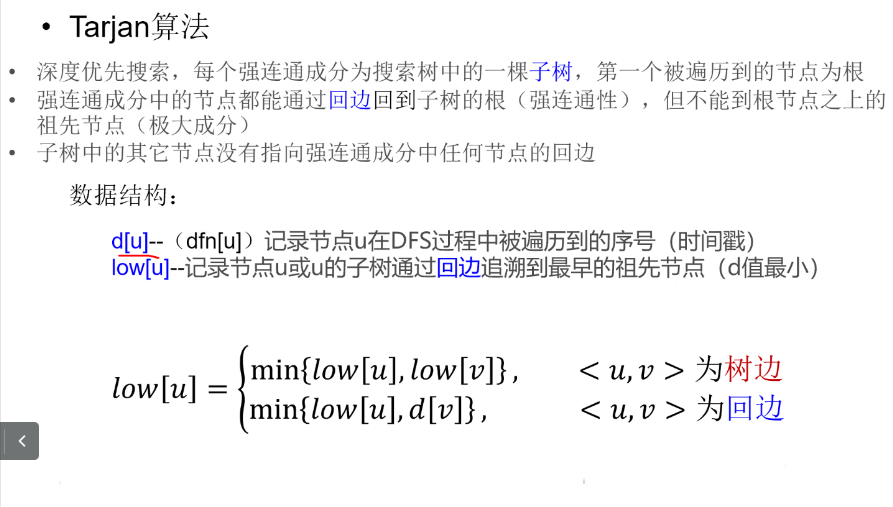 • Tarjan算法
• 深度优先搜索，每个强连通成分为搜索树中的一棵子树，第一个被遍历到的节点为根
• 强连通成分中的节点都能通过回边回到子树的根（强连通性），但不能到根节点之上的
祖先节点（极大成分）
• 子树中的其它节点没有指向强连通成分中任何节点的回边
数据结构：
d[u]--（dfn[u]）记录节点u在DFS过程中被遍历到的序号（时间戳）
low[u]--记录节点u或u的子树通过回边追溯到最早的祖先节点（d值最小）
low[u] = { min{low[u], low[v]}, < u, v > 为树边
min{low[u], d[v]}, < u, v > 为回边